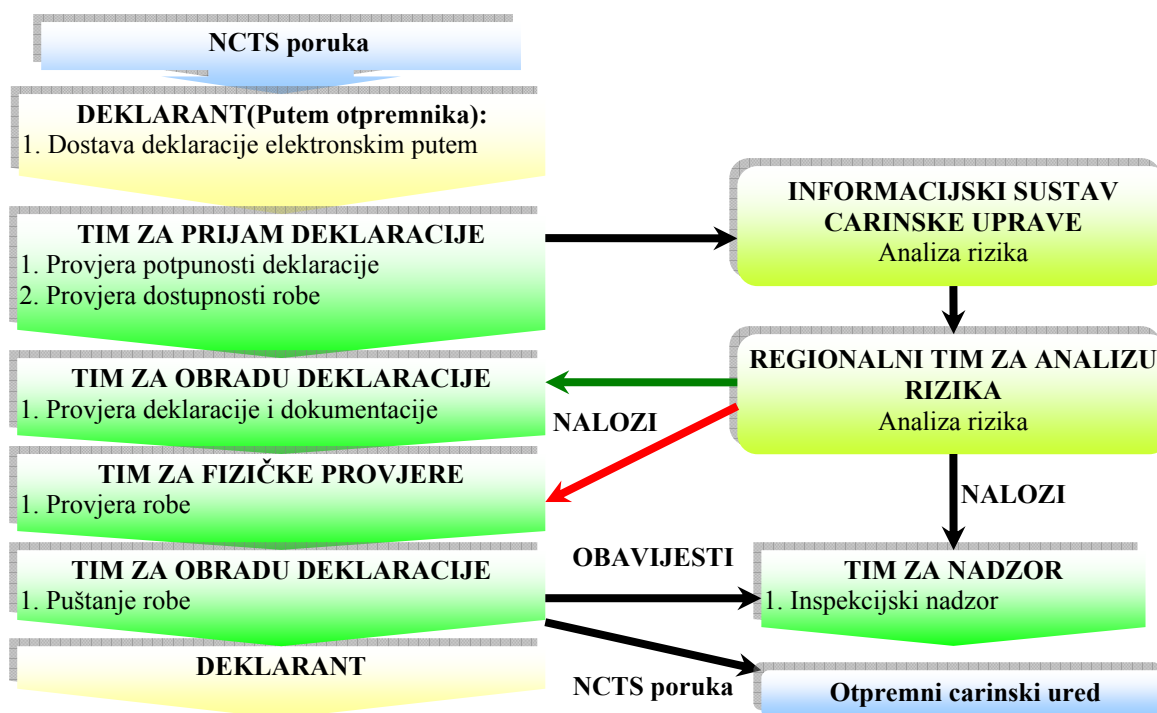 NCTS poruka
DEKLARANT(Putem otpremnika):
1. Dostava deklaracije elektronskim putem
TIM ZA PRIJAM DEKLARACIJE
1. Provjera potpunosti deklaracije
2. Provjera dostupnosti robe
INFORMACIJSKI SUSTAV
CARINSKE UPRAVE
Analiza rizika
TIM ZA OBRADU DEKLARACIJE
1. Provjera deklaracije i dokumentacije
NALOZI
REGIONALNI TIM ZA ANALIZU
RIZIKA
Analiza rizika
TIM ZA FIZIČKE PROVJERE
1. Provjera robe
NALOZI
TIM ZA OBRADU DEKLARACIJE
1. Puštanje robe
OBAVIJESTI
TIM ZA NADZOR
1. Inspekcijski nadzor
DEKLARANT
NCTS poruka
Otpremni carinski ured